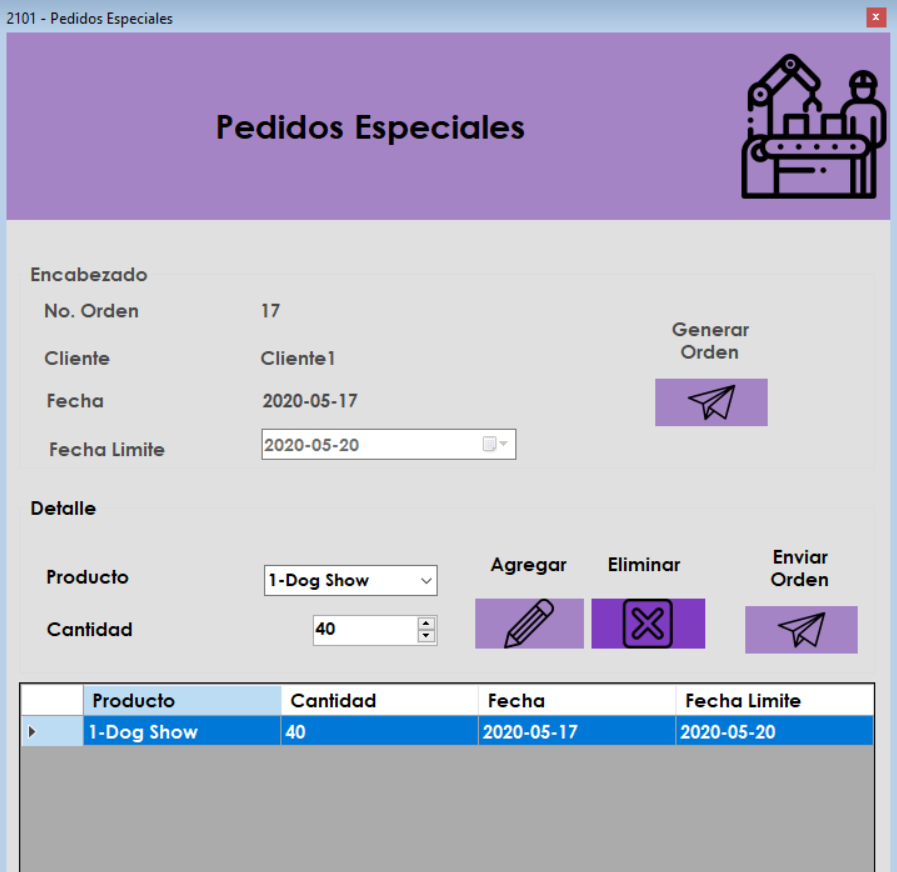 2101 - Pedidos Especiales
Pedidos Especiales
Encabezado
No. Orden 17
Cliente Cliente1
Fecha 2020-05-17
Fecha Limite 2020-05-20
Generar
Orden
Detalle
Producto 1-Dog Show
Cantidad 40
Agregar Eliminar Enviar
Orden
Producto Cantidad Fecha Fecha Limite
1-Dog Show 40 2020-05-17 2020-05-20